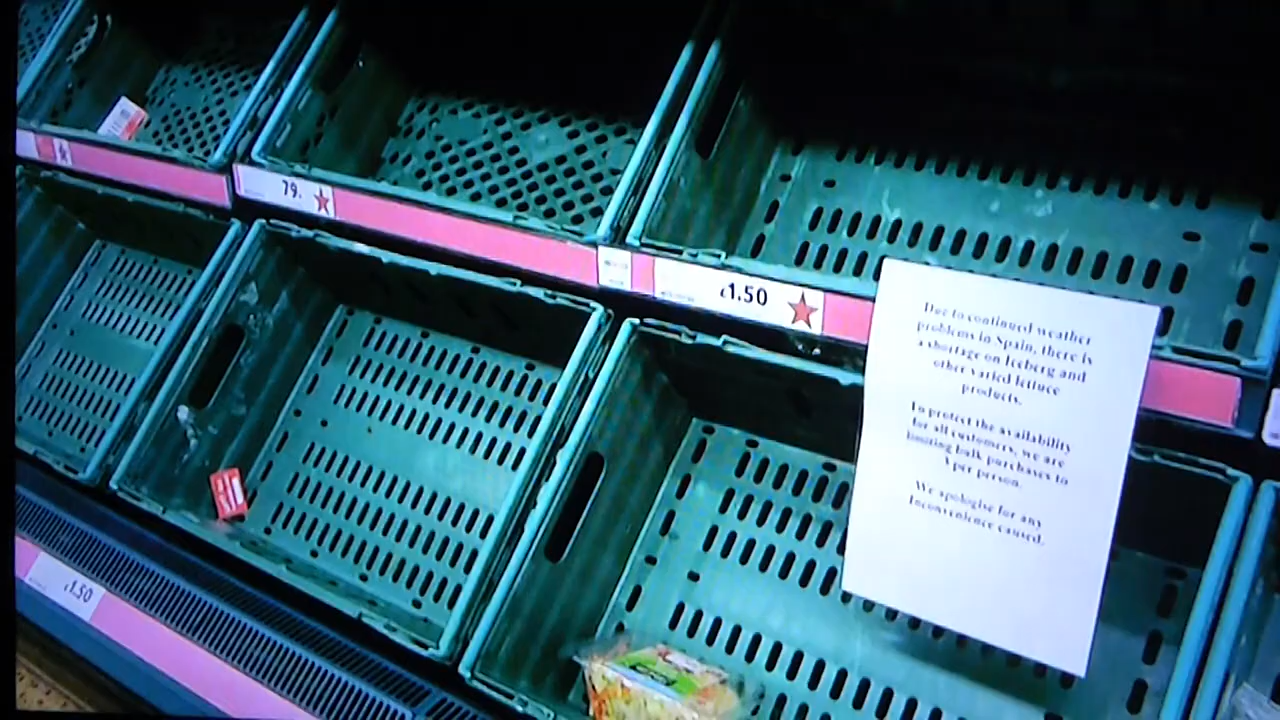 79.
£1.50
Due to continued weather
problems in Spain, there is
a shortage on Iceberg and
other varied lettuce
products.
To protect the availability
for all customers, we are
limiting bulk purchases to
per person.
We apologise for any
inconvenience caused.
£1.50